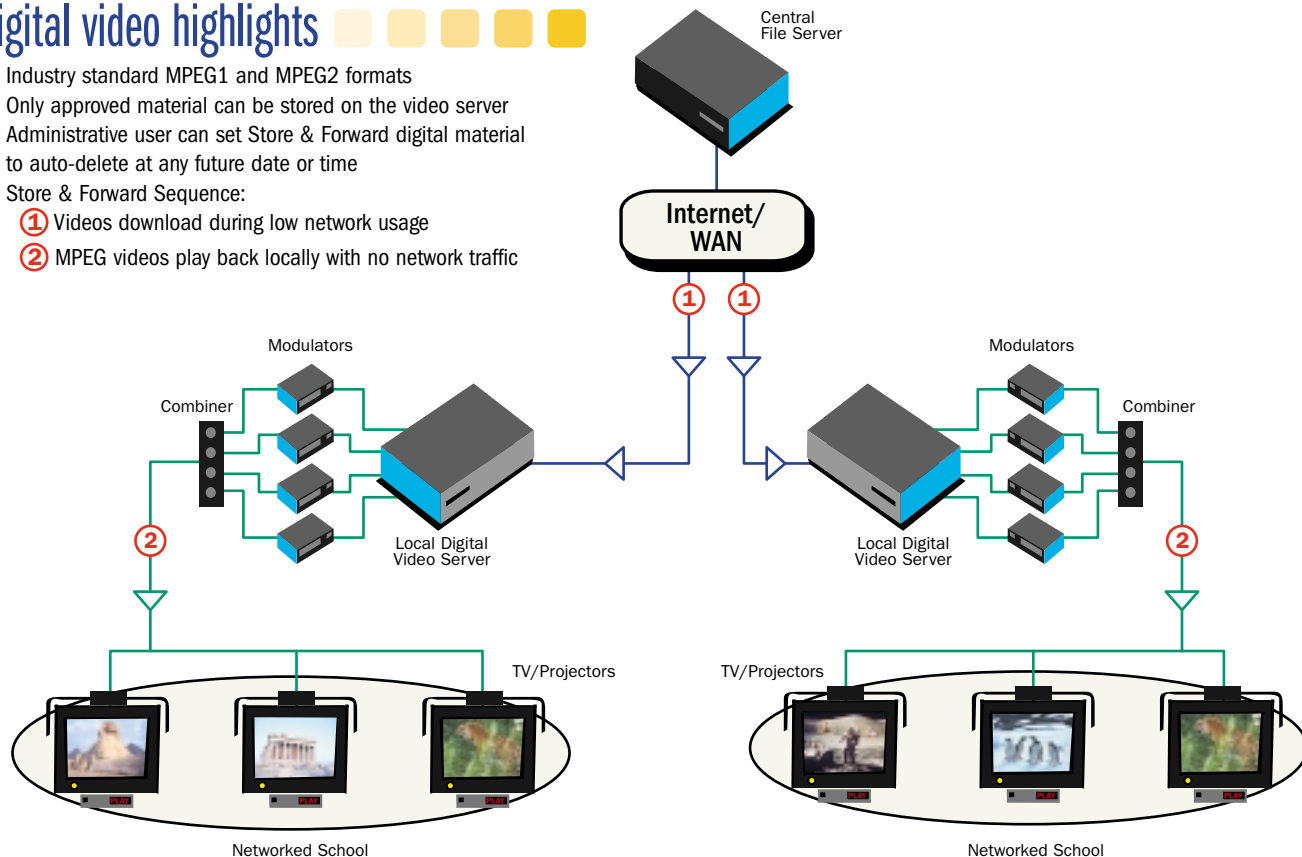 igital video highlights
Industry standard MPEG1 and MPEG2 formats
Only approved material can be stored on the video server
Administrative user can set Store & Forward digital material
to auto-delete at any future date or time
Store & Forward Sequence:
1 Videos download during low network usage
2 MPEG videos play back locally with no network traffic
Central
File Server
Internet/
WAN
1
1
Modulators
Combiner
Local Digital
Video Server
2
TV/Projectors
PLAY
PLAY
PLAY
Networked School
Modulators
Combiner
Local Digital
Video Server
2
TV/Projectors
PLAY
PLAY
PLAY
Networked School